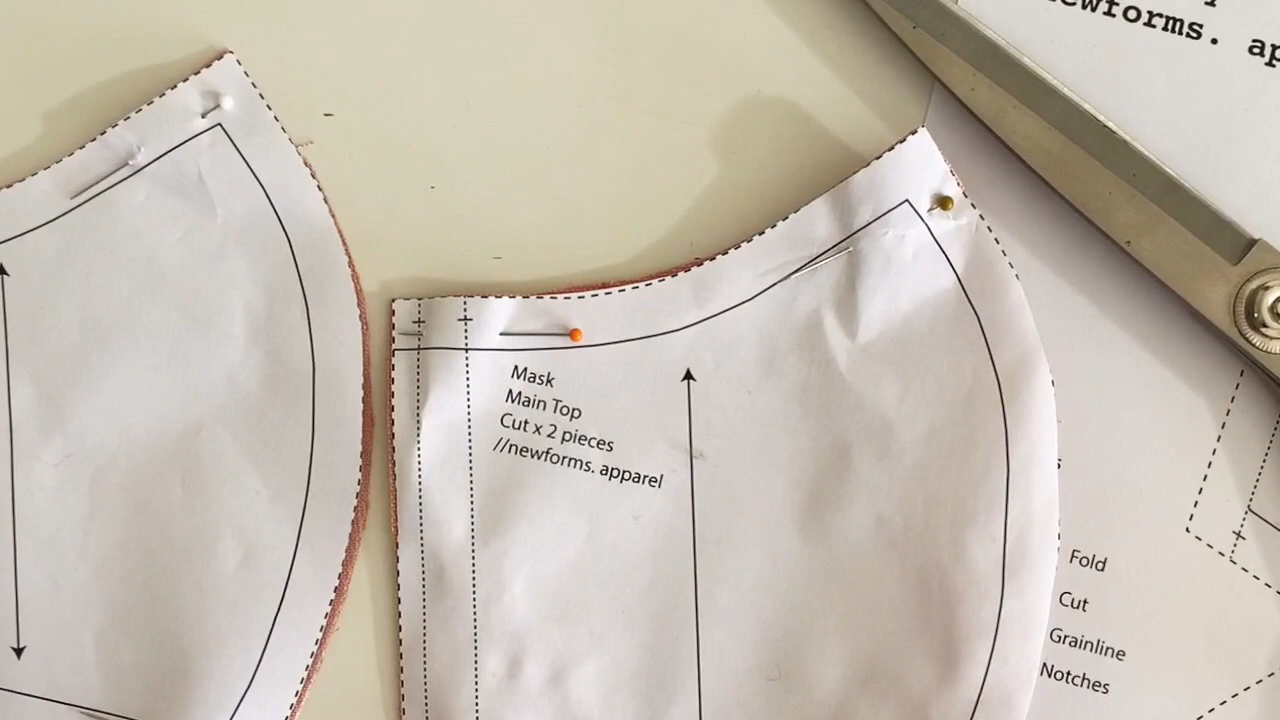 newforms. ap
Mask
Main Top
Cut x 2 pieces
//newforms. apparel
Fold
Cut
Grainline
Notches